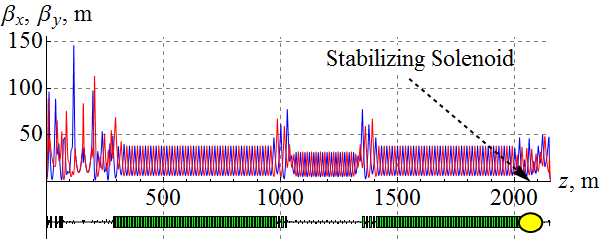 βx, βy, m
150
Stabilizing Solenoid
100
50
500 1000 1500 2000 z, m